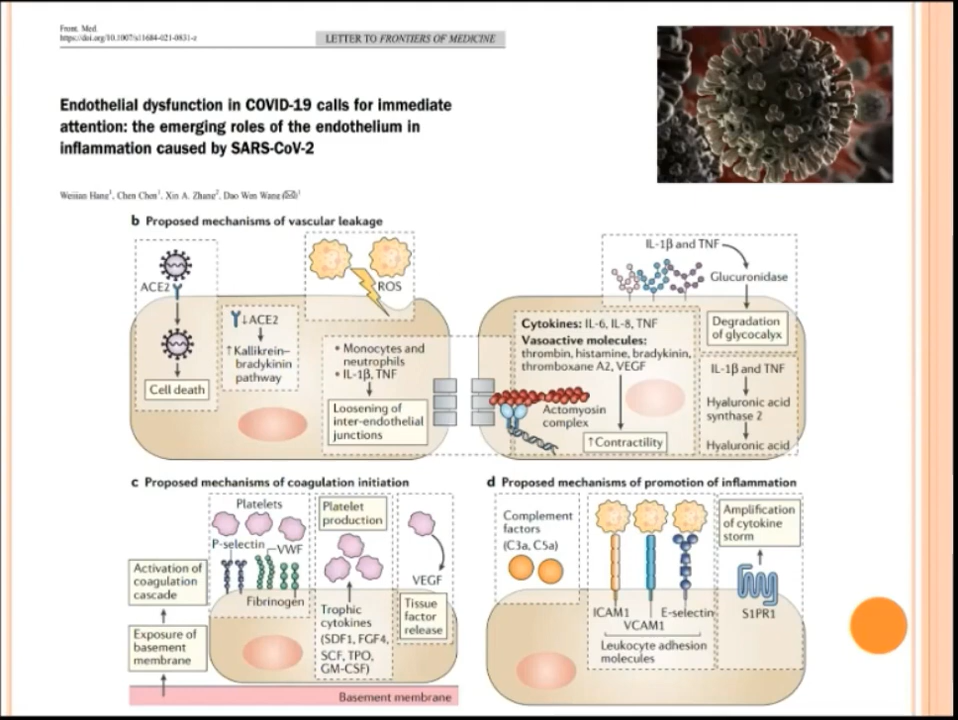 Front. Med.
https://doi.org/10.1007/s11684-021-0831-z
LETTER TO FRONTIERS OF MEDICINE
Endothelial dysfunction in COVID-19 calls for immediate
attention: the emerging roles of the endothelium in
inflammation caused by SARS-CoV-2
Weijian Hang1, Chen Chen1, Xin A. Zhang2, Dao Wen Wang (✉)1
b Proposed mechanisms of vascular leakage
ACE2
Cell death
↓ACE2
↑Kallikrein–
bradykinin
pathway
ROS
• Monocytes and
neutrophils
• IL-1β, TNF
Loosening of
inter-endothelial
junctions
Cytokines: IL-6, IL-8, TNF
Vasoactive molecules:
thrombin, histamine, bradykinin,
thromboxane A2, VEGF
Actomyosin
complex
↑Contractility
IL-1β and TNF
Glucuronidase
Degradation
of glycocalyx
IL-1β and TNF
Hyaluronic acid
synthase 2
Hyaluronic acid
c Proposed mechanisms of coagulation initiation
Activation of
coagulation
cascade
Exposure of
basement
membrane
Platelets
P-selectin
VWF
Fibrinogen
Platelet
production
Trophic
cytokines
(SDF1, FGF4,
SCF, TPO,
GM-CSF)
VEGF
Tissue
factor
release
Basement membrane
d Proposed mechanisms of promotion of inflammation
Complement
factors
(C3a, C5a)
ICAM1
VCAM1
E-selectin
Leukocyte adhesion
molecules
Amplification
of cytokine
storm
S1PR1